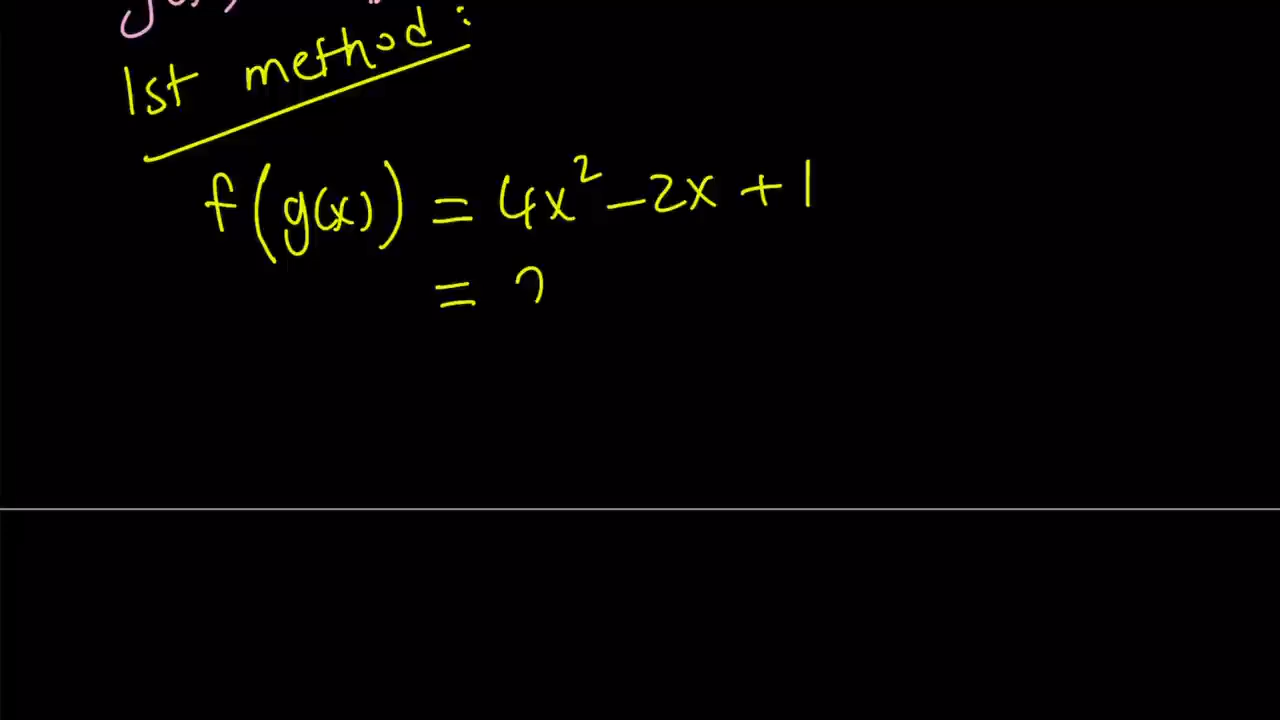 1st method:
f(g(x)) = 4x² - 2x + 1
=